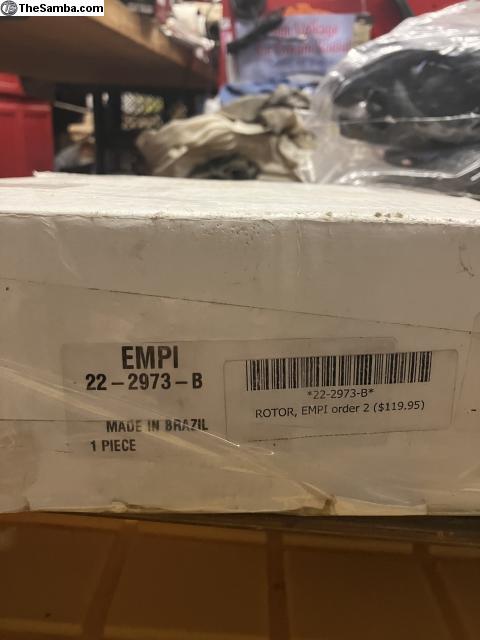 TheSamba.com
EMPI
22-2973-B
MADE IN BRAZIL
1 PIECE
*22-2973-B*
ROTOR, EMPI order 2 ($119.95)